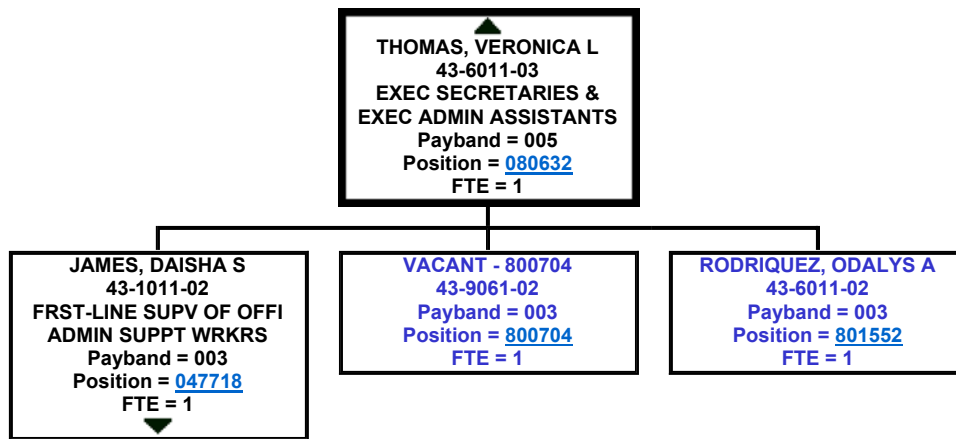 THOMAS, VERONICA L
43-6011-03
EXEC SECRETARIES &
EXEC ADMIN ASSISTANTS
Payband = 005
Position = 080632
FTE = 1
JAMES, DAISHA S
43-1011-02
FRST-LINE SUPV OF OFFI
ADMIN SUPPT WRKRS
Payband = 003
Position = 047718
FTE = 1
VACANT - 800704
43-9061-02
Payband = 003
Position = 800704
FTE = 1
RODRIQUEZ, ODALYS A
43-6011-02
Payband = 003
Position = 801552
FTE = 1